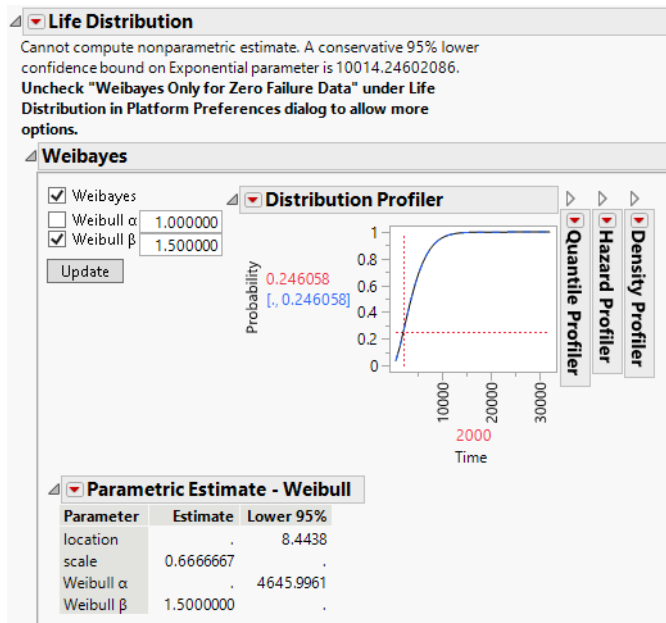 Life Distribution
Cannot compute nonparametric estimate. A conservative 95% lower
confidence bound on Exponential parameter is 10014.24602086.
Uncheck "Weibayes Only for Zero Failure Data" under Life
Distribution in Platform Preferences dialog to allow more
options.
Weibayes
Weibayes
Weibull α 1.000000
Weibull β 1.500000
Update
Distribution Profiler
Probability
0.246058
[., 0.246058]
1
0.8
0.6
0.4
0.2
0
10000
20000
30000
2000
Time
Quantile Profiler
Hazard Profiler
Density Profiler
Parametric Estimate - Weibull
Parameter Estimate Lower 95%
location . 8.4438
scale 0.6666667 .
Weibull α . 4645.9961
Weibull β 1.5000000 .